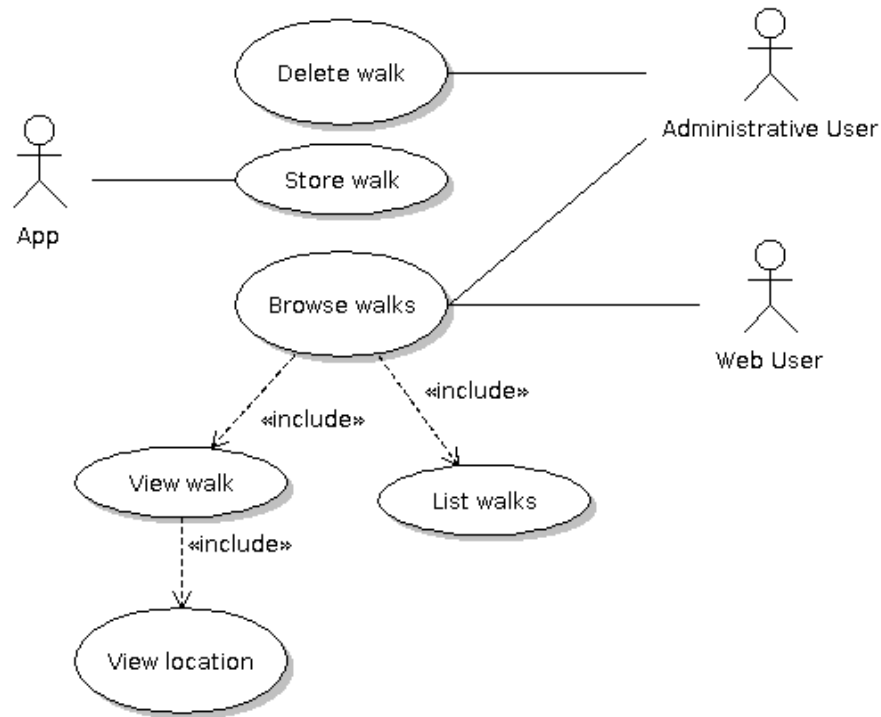 Delete walk
Administrative User
Store walk
App
Browse walks
Web User
«include»
«include»
View walk
List walks
«include»
View location